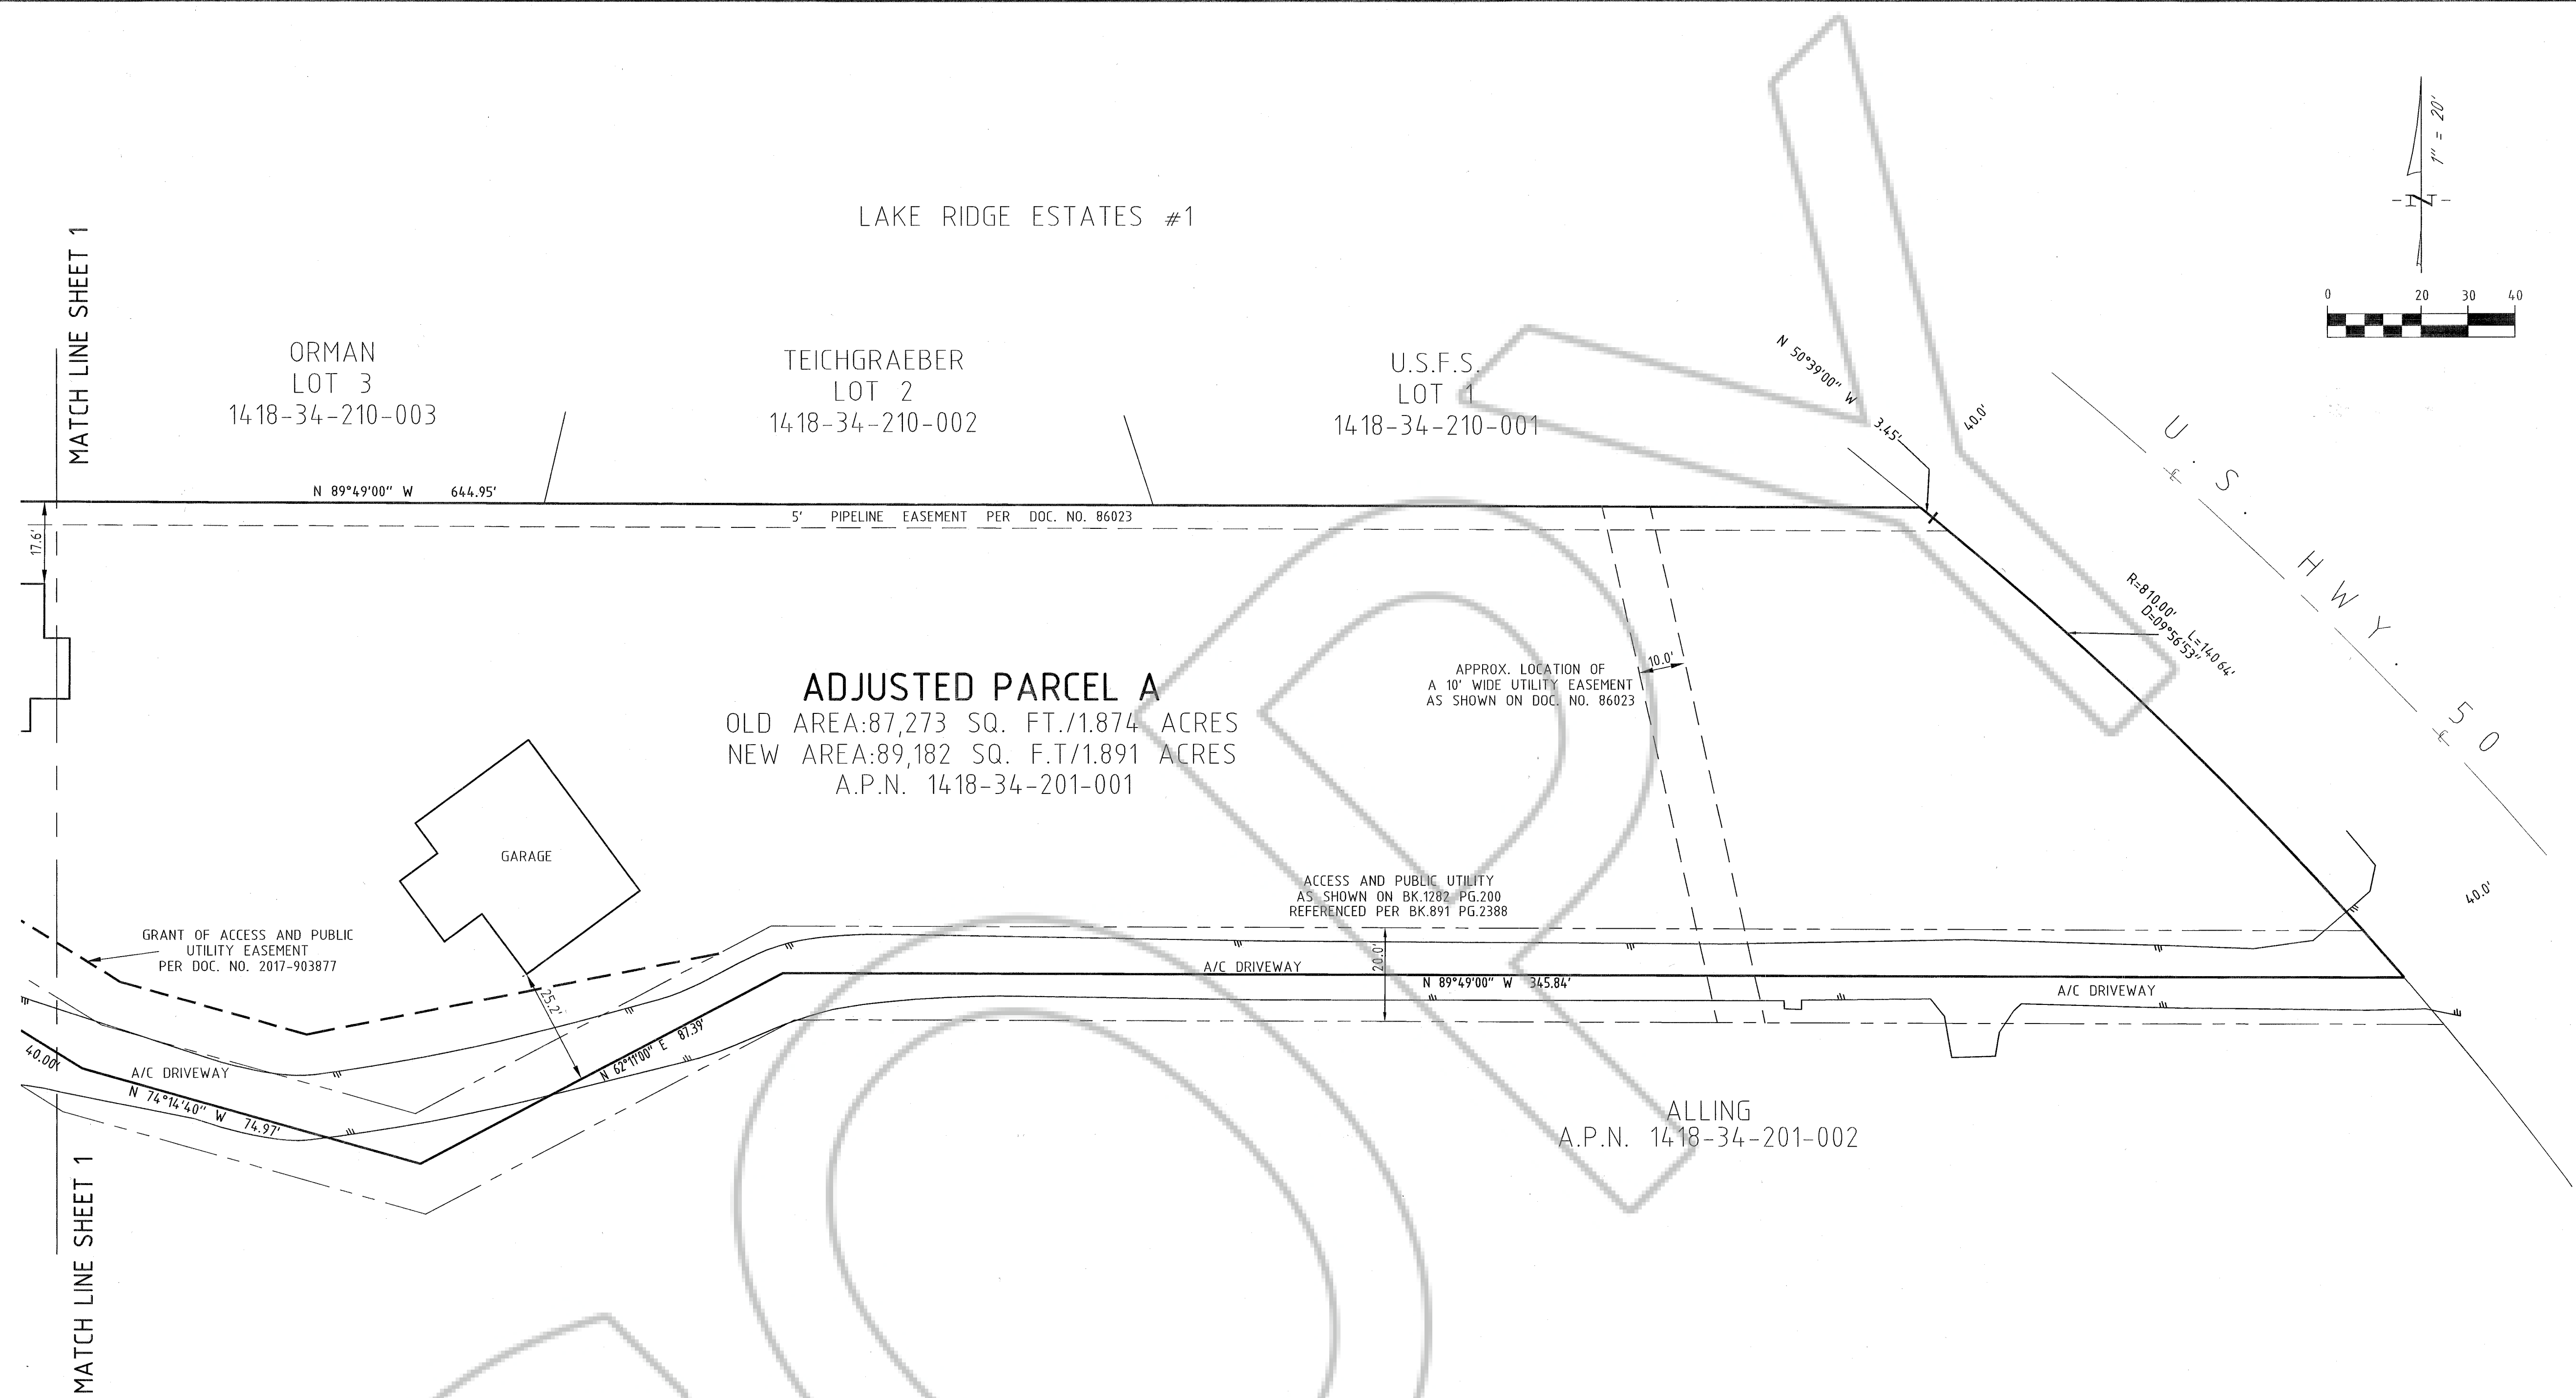 1" = 20'
N
0 20 30 40
LAKE RIDGE ESTATES #1
MATCH LINE SHEET 1
ORMAN
LOT 3
1418-34-210-003
TEICHGRAEBER
LOT 2
1418-34-210-002
U.S.F.S.
LOT 1
1418-34-210-001
N 50°39'00" W
3.45'
40.0'
U.S. HWY. 50
N 89°49'00" W 644.95'
5' PIPELINE EASEMENT PER DOC. NO. 86023
17.6'
R=810.00'
L=140.64'
D=09°56'53"
ADJUSTED PARCEL A
OLD AREA:87,273 SQ. FT./1.874 ACRES
NEW AREA:89,182 SQ. F.T/1.891 ACRES
A.P.N. 1418-34-201-001
APPROX. LOCATION OF
A 10' WIDE UTILITY EASEMENT
AS SHOWN ON DOC. NO. 86023
10.0'
GARAGE
ACCESS AND PUBLIC UTILITY
AS SHOWN ON BK.1282 PG.200
REFERENCED PER BK.891 PG.2388
40.0'
GRANT OF ACCESS AND PUBLIC
UTILITY EASEMENT
PER DOC. NO. 2017-903877
20.0'
A/C DRIVEWAY
N 89°49'00" W 345.84'
A/C DRIVEWAY
25.2'
N 62°11'00" E 87.39'
40.00'
A/C DRIVEWAY
N 74°14'40" W 74.97'
ALLING
A.P.N. 1418-34-201-002
MATCH LINE SHEET 1
COPY